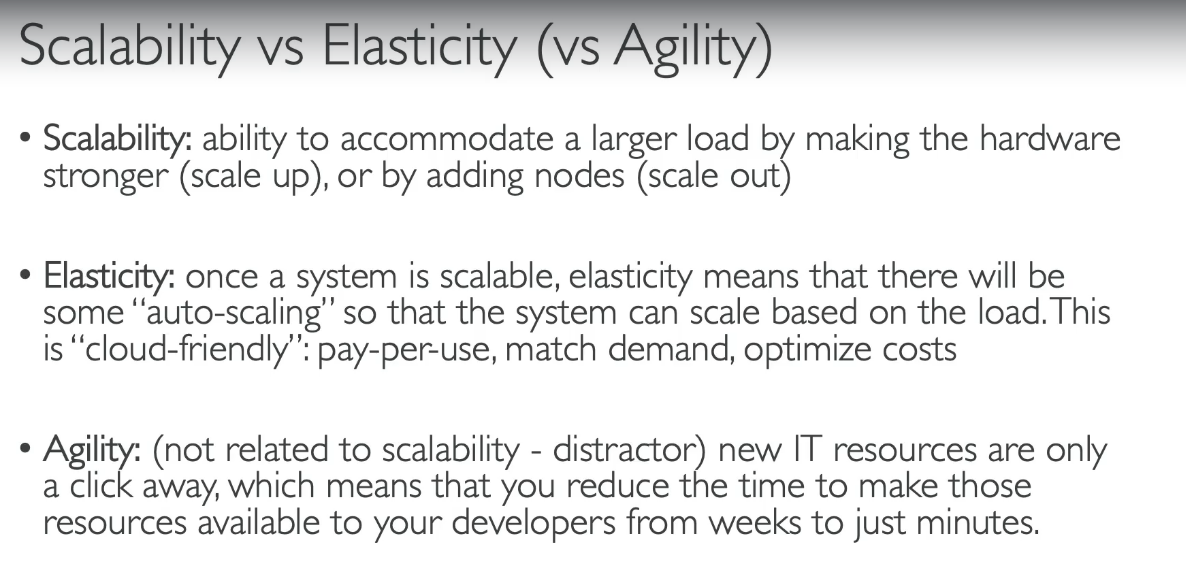 Scalability vs Elasticity (vs Agility)
• Scalability: ability to accommodate a larger load by making the hardware
stronger (scale up), or by adding nodes (scale out)
• Elasticity: once a system is scalable, elasticity means that there will be
some “auto-scaling” so that the system can scale based on the load. This
is “cloud-friendly”: pay-per-use, match demand, optimize costs
• Agility: (not related to scalability - distractor) new IT resources are only
a click away, which means that you reduce the time to make those
resources available to your developers from weeks to just minutes.